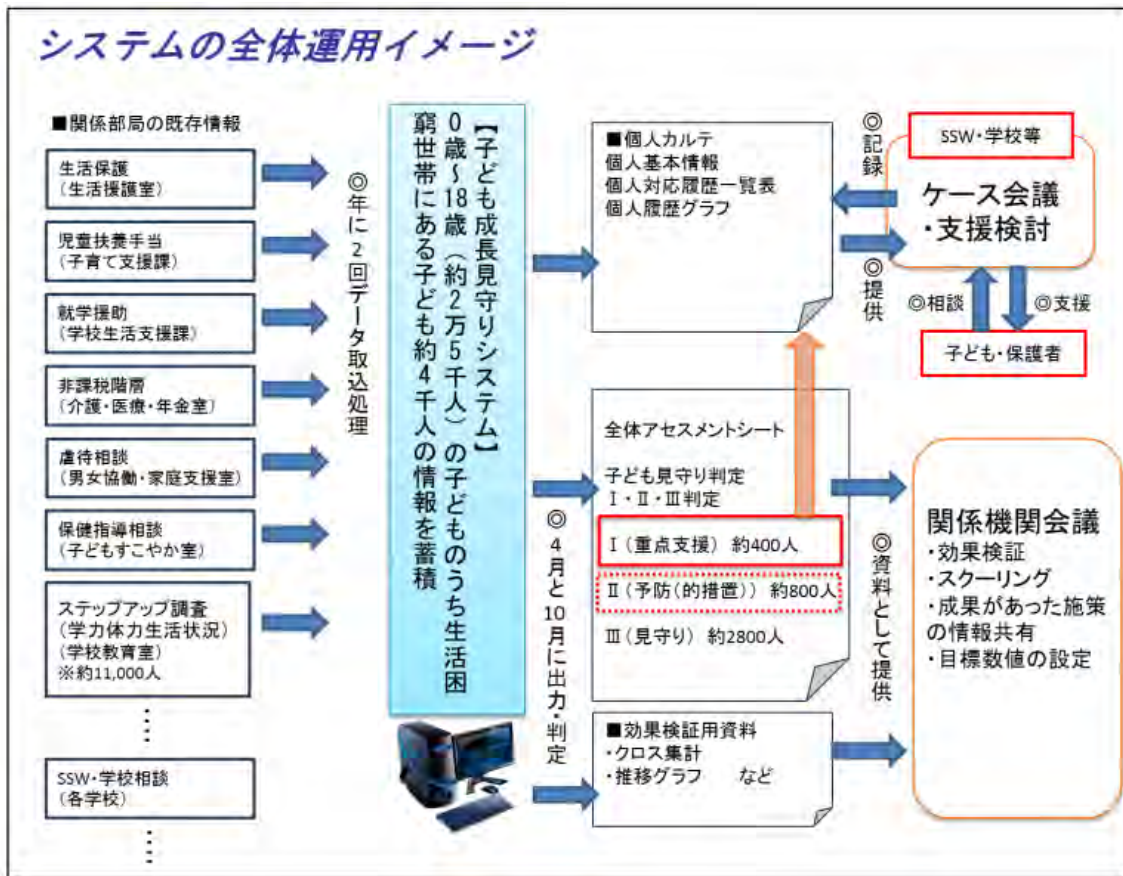 システムの全体運用イメージ
■関係部局の既存情報
生活保護
(生活援護室)
児童扶養手当
(子育て支援課)
就学援助
(学校生活支援課)
非課税階層
(介護・医療・年金室)
虐待相談
(男女協働・家庭支援室)
保健指導相談
(子どもすこやか室)
ステップアップ調査
(学力体力生活状況)
(学校教育室)
※約11,000人
SSW・学校相談
(各学校)
◎年に2回データ取込処理
【子ども成長見守りシステム】
0歳~18歳(約2万5千人)の子どものうち生活困
窮世帯にある子ども約4千人の情報を蓄積
◎4月と10月に出力・判定
■個人カルテ
個人基本情報
個人対応履歴一覧表
個人履歴グラフ
◎記録
◎提供
SSW・学校等
ケース会議
・支援検討
◎相談
◎支援
子ども・保護者
全体アセスメントシート
子ども見守り判定
Ⅰ・Ⅱ・Ⅲ判定
Ⅰ(重点支援) 約400人
Ⅱ(予防(的措置)) 約800人
Ⅲ(見守り) 約2800人
◎資料として提供
■効果検証用資料
・クロス集計
・推移グラフ など
関係機関会議
・効果検証
・スクーリング
・成果があった施策
の情報共有
・目標数値の設定